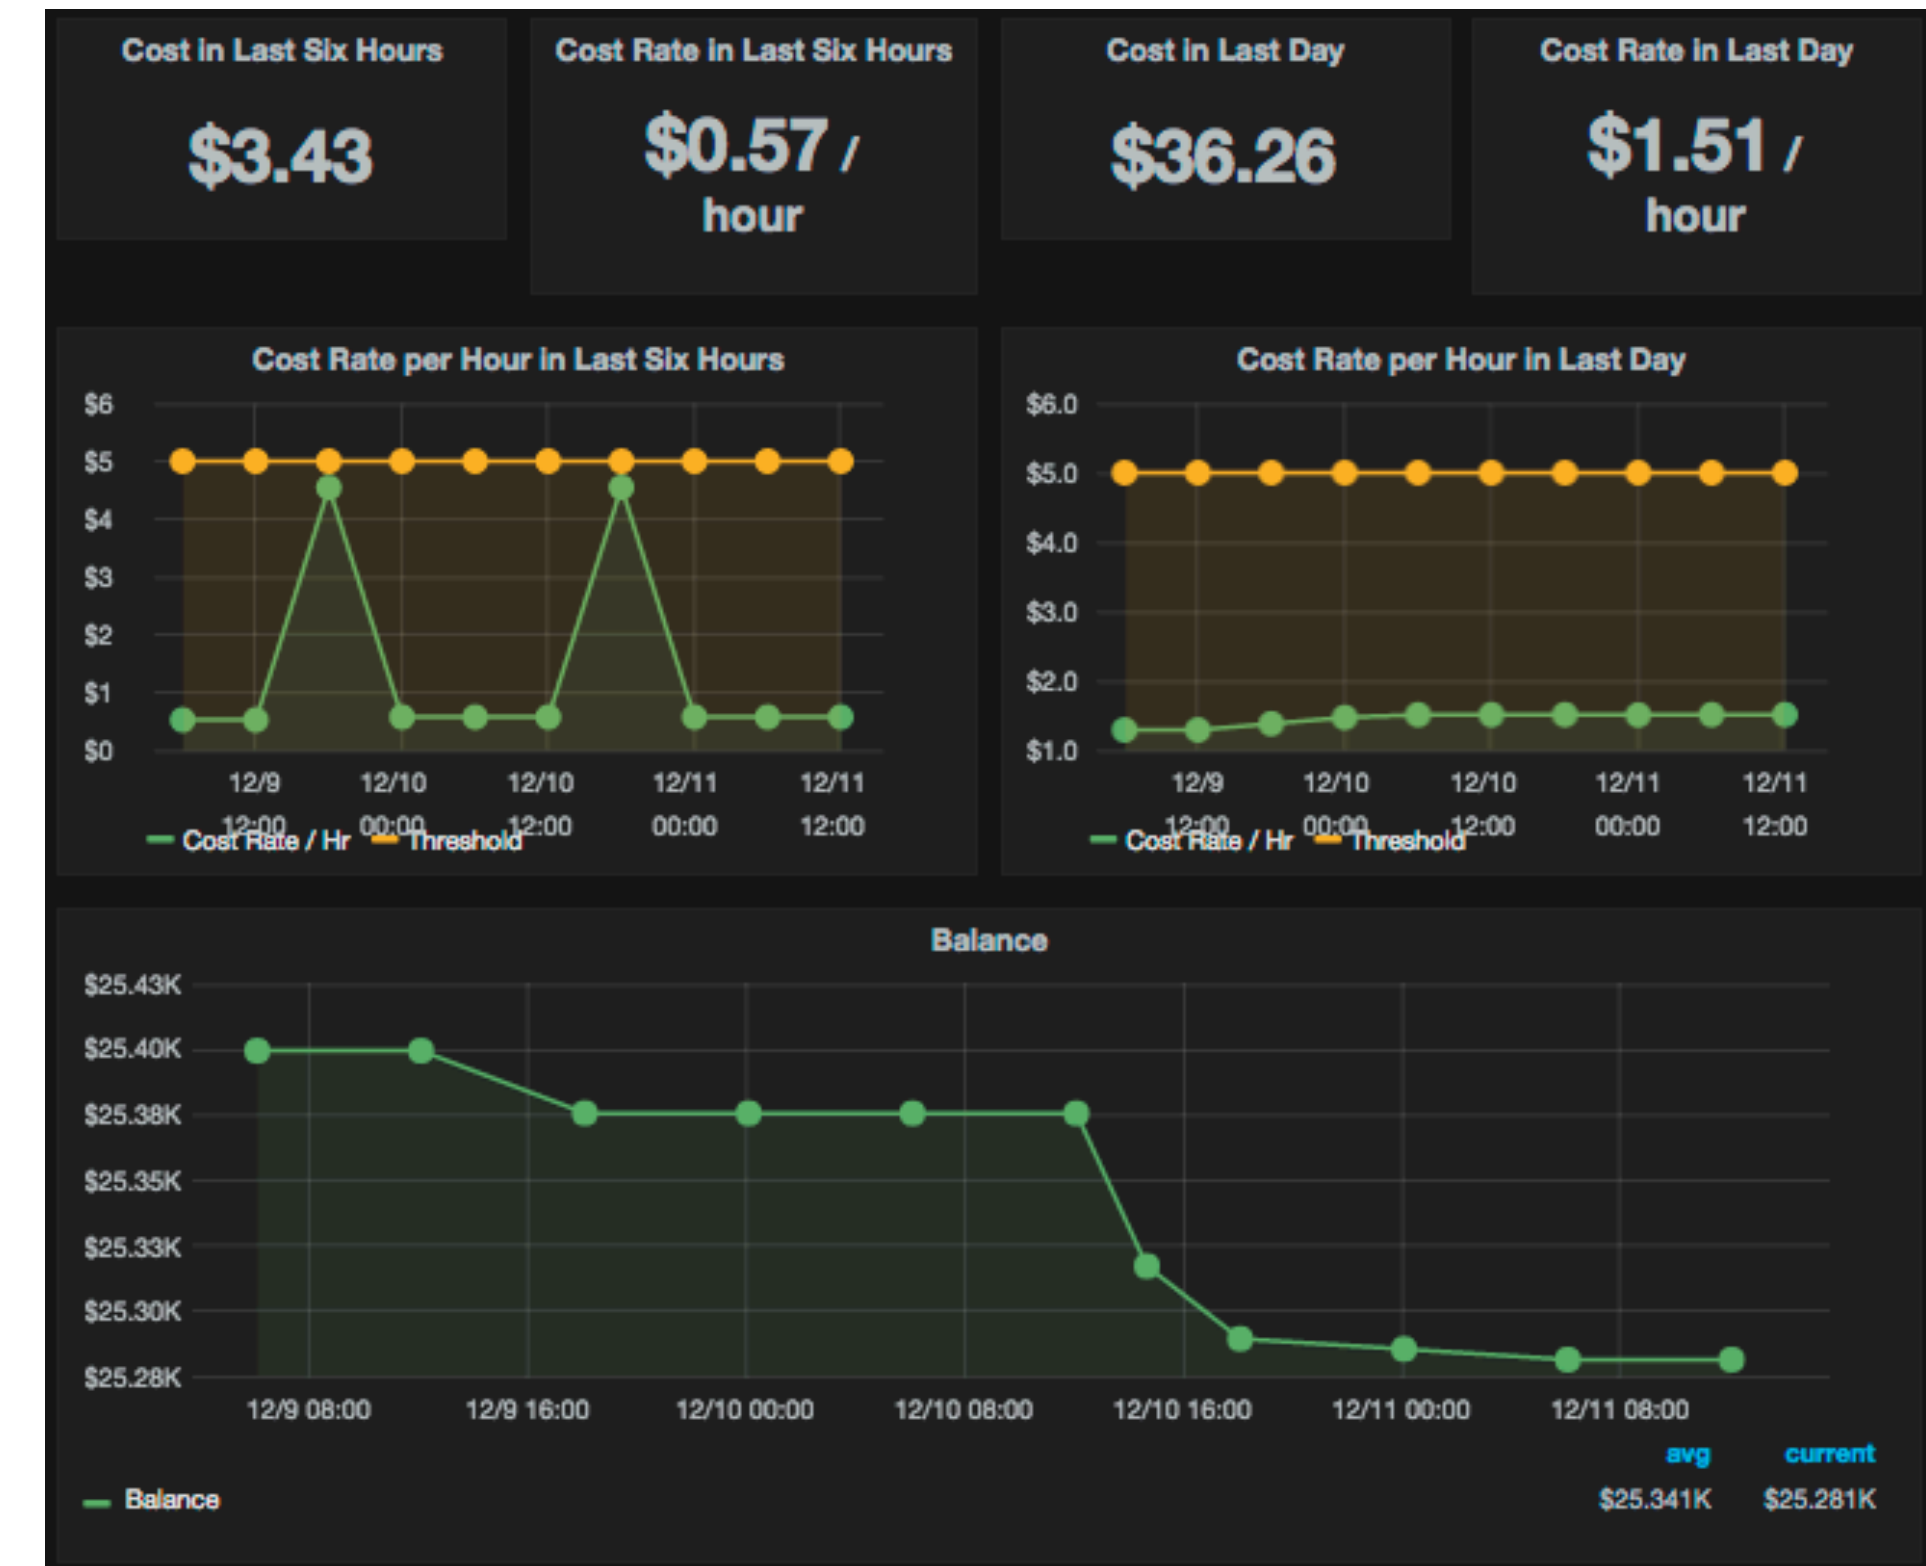 Cost in Last Six Hours
$3.43
Cost Rate in Last Six Hours
$0.57 /
hour
Cost in Last Day
$36.26
Cost Rate in Last Day
$1.51 /
hour
Cost Rate per Hour in Last Six Hours
$6
$5
$4
$3
$2
$1
$0
12/9 12/10 12/10 12/11 12/11
12:00 00:00 12:00 00:00 12:00
Cost Rate / Hr Threshold
Cost Rate per Hour in Last Day
$6.0
$5.0
$4.0
$3.0
$2.0
$1.0
12/9 12/10 12/10 12/11 12/11
12:00 00:00 12:00 00:00 12:00
Cost Rate / Hr Threshold
Balance
$25.43K
$25.40K
$25.38K
$25.35K
$25.33K
$25.30K
$25.28K
12/9 08:00 12/9 16:00 12/10 00:00 12/10 08:00 12/10 16:00 12/11 00:00 12/11 08:00
avg current
Balance $25.341K $25.281K